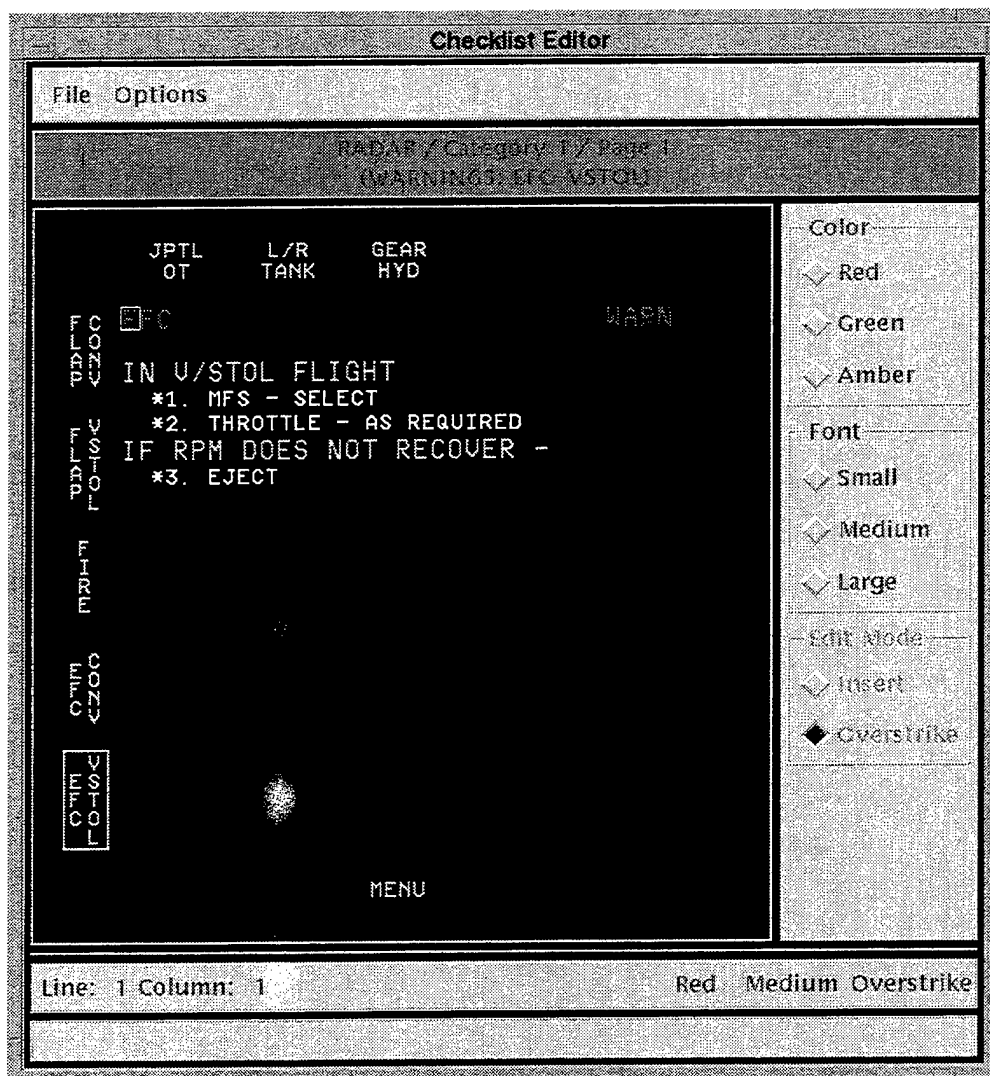 Checklist Editor
File Options
RADAR / Category 1 / Page 1
(WARNINGS) EFC VSTOL)
JPTL L/R GEAR
OT TANK HYD
EFC WARN
IN V/STOL FLIGHT
*1. MFS - SELECT
*2. THROTTLE - AS REQUIRED
IF RPM DOES NOT RECOVER -
*3. EJECT
FLAP CONV
FLAP VSTOL
FIRE
EFC CONV
EFC VSTOL
MENU
Color
Red
Green
Amber
Font
Small
Medium
Large
Edit Mode
Insert
Overstrike
Line: 1 Column: 1 Red Medium Overstrike